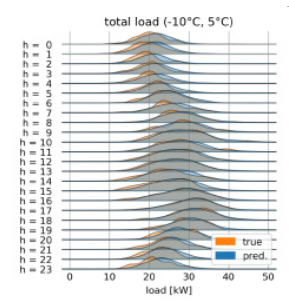 total load (-10°C, 5°C)
h = 0
h = 1
h = 2
h = 3
h = 4
h = 5
h = 6
h = 7
h = 8
h = 9
h = 10
h = 11
h = 12
h = 13
h = 14
h = 15
h = 16
h = 17
h = 18
h = 19
h = 20
h = 21
h = 22
h = 23
true
pred.
0 10 20 30 40 50
load [kW]